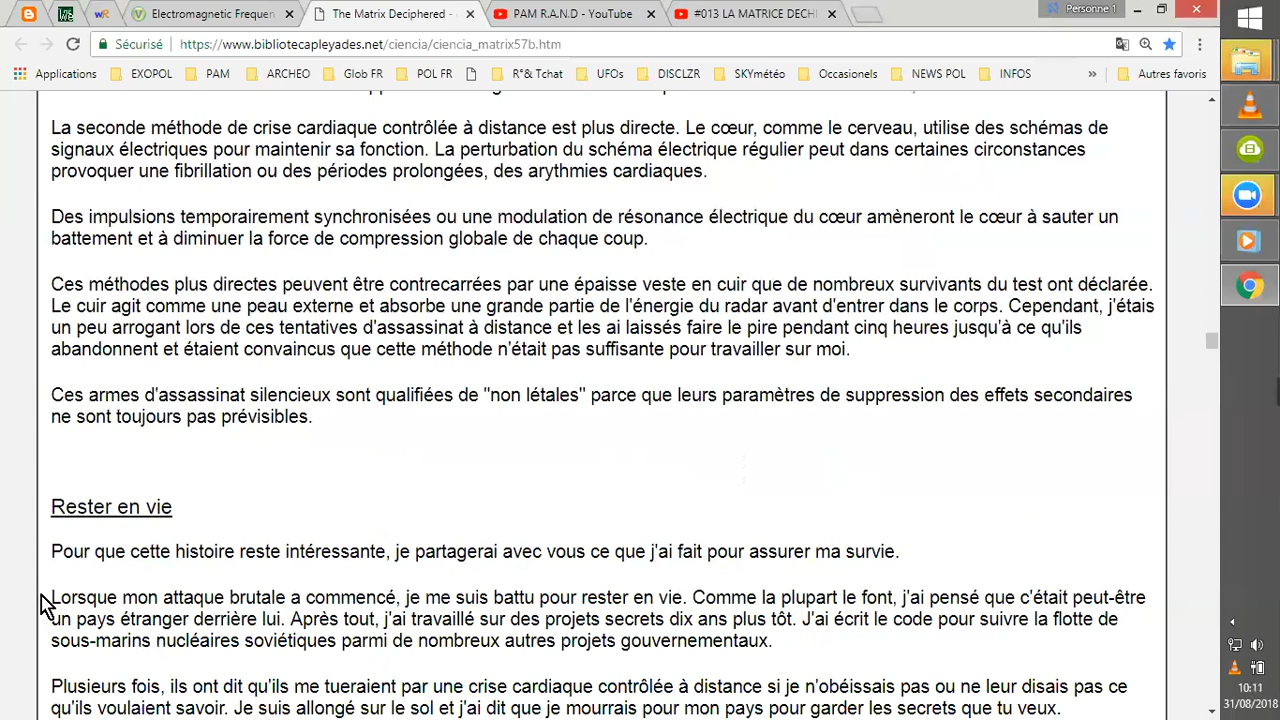 Electromagnetic Frequen
The Matrix Deciphered -
PAM R.A.N.D - YouTube
#013 LA MATRICE DECHI
Personne 1
Sécurisé
https://www.bibliotecapleyades.net/ciencia/ciencia_matrix57b.htm
Applications EXOPOL PAM ARCHEO Glob FR POL FR R°& Tchat UFOs DISCLZR SKYmétéo Occasionels NEWS POL INFOS » Autres favoris
La seconde méthode de crise cardiaque contrôlée à distance est plus directe. Le cœur, comme le cerveau, utilise des schémas de
signaux électriques pour maintenir sa fonction. La perturbation du schéma électrique régulier peut dans certaines circonstances
provoquer une fibrillation ou des périodes prolongées, des arythmies cardiaques.
Des impulsions temporairement synchronisées ou une modulation de résonance électrique du cœur amèneront le cœur à sauter un
battement et à diminuer la force de compression globale de chaque coup.
Ces méthodes plus directes peuvent être contrecarrées par une épaisse veste en cuir que de nombreux survivants du test ont déclarée.
Le cuir agit comme une peau externe et absorbe une grande partie de l'énergie du radar avant d'entrer dans le corps. Cependant, j'étais
un peu arrogant lors de ces tentatives d'assassinat à distance et les ai laissés faire le pire pendant cinq heures jusqu'à ce qu'ils
abandonnent et étaient convaincus que cette méthode n'était pas suffisante pour travailler sur moi.
Ces armes d'assassinat silencieux sont qualifiées de "non létales" parce que leurs paramètres de suppression des effets secondaires
ne sont toujours pas prévisibles.
Rester en vie
Pour que cette histoire reste intéressante, je partagerai avec vous ce que j'ai fait pour assurer ma survie.
Lorsque mon attaque brutale a commencé, je me suis battu pour rester en vie. Comme la plupart le font, j'ai pensé que c'était peut-être
un pays étranger derrière lui. Après tout, j'ai travaillé sur des projets secrets dix ans plus tôt. J'ai écrit le code pour suivre la flotte de
sous-marins nucléaires soviétiques parmi de nombreux autres projets gouvernementaux.
Plusieurs fois, ils ont dit qu'ils me tueraient par une crise cardiaque contrôlée à distance si je n'obéissais pas ou ne leur disais pas ce
qu'ils voulaient savoir. Je suis allongé sur le sol et j'ai dit que je mourrais pour mon pays pour garder les secrets que tu veux.
10:11
31/08/2018